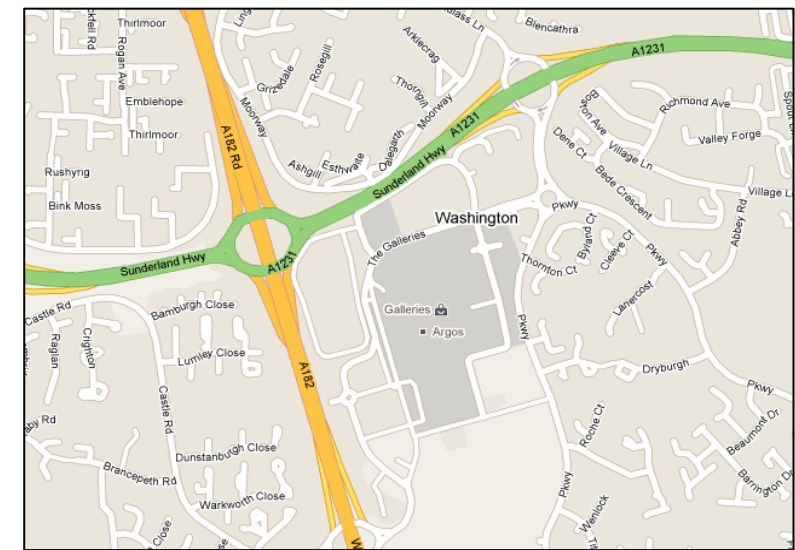 Thirlmoor
Rogan Ave
Blencathra
Arklecrag
Rosegill
Grizedale
Moorway
Thorngill
Moorway
A1231
A1231
Emblehope
Thirlmoor
A182 Rd
Richmond Ave
Valley Forge
Dene Ct
Village Ln
Bede Crescent
Village Ln
Abbey Rd
Rushyrig
Bink Moss
Ashgill
Esthwaite
Dalegarth
Sunderland Hwy
Washington
Pkwy
Pkwy
The Galleries
Byland Ct
Cleeve Ct
Thornton Ct
Lanercost
Sunderland Hwy
A1231
Castle Rd
Bamburgh Close
Galleries
Argos
Pkwy
Raglan
Crighton
Lumley Close
A182
Castle Rd
Dryburgh
Pkwy
Roche Ct
Beaumont Dr
Barrington Dr
Dunstanburgh Close
Brancepeth Rd
Warkworth Close
Pkwy
Wenlock
Close